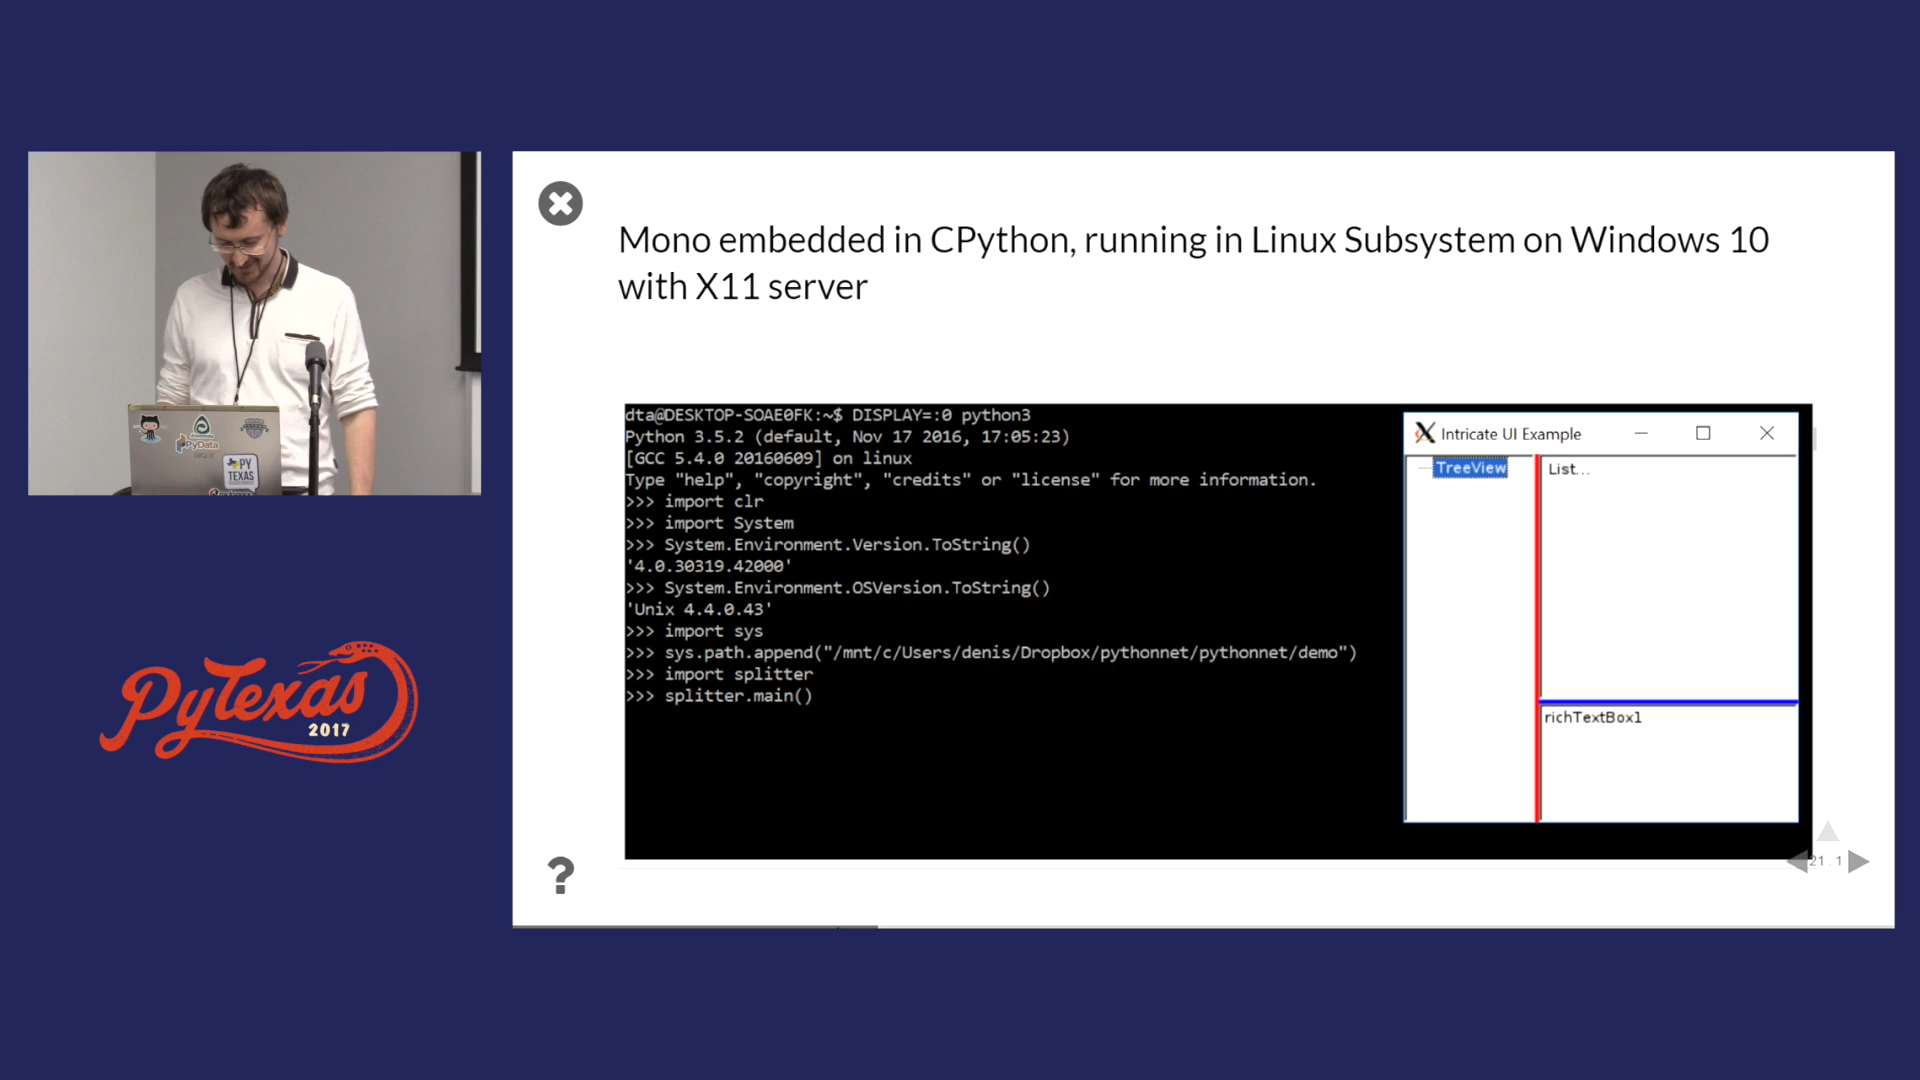 Mono embedded in CPython, running in Linux Subsystem on Windows 10
with X11 server
dta@DESKTOP-SOAE0FK:~$ DISPLAY=:0 python3
Python 3.5.2 (default, Nov 17 2016, 17:05:23)
[GCC 5.4.0 20160609] on linux
Type "help", "copyright", "credits" or "license" for more information.
>>> import clr
>>> import System
>>> System.Environment.Version.ToString()
'4.0.30319.42000'
>>> System.Environment.OSVersion.ToString()
'Unix 4.4.0.43'
>>> import sys
>>> sys.path.append("/mnt/c/Users/denis/Dropbox/pythonnet/pythonnet/demo")
>>> import splitter
>>> splitter.main()
Intricate UI Example
TreeView
List...
richTextBox1
21.1
?
PyData
PY
TEXAS
PyTexas
2017